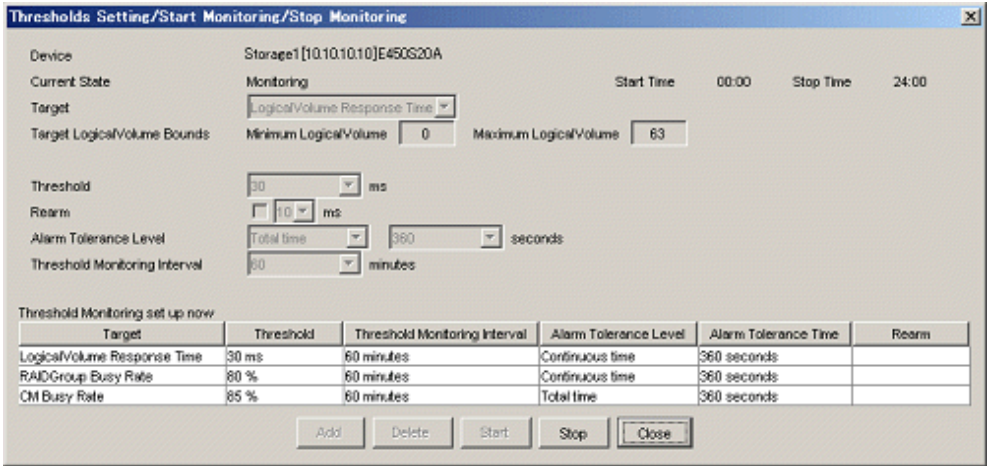 Thresholds Setting/Start Monitoring/Stop Monitoring
Device Storage1[10.10.10.10]E450S20A
Current State Monitoring Start Time 00:00 Stop Time 24:00
Target LogicalVolume Response Time
Target LogicalVolume Bounds Minimum LogicalVolume 0 Maximum LogicalVolume 63
Threshold 30 ms
Rearm 10 ms
Alarm Tolerance Level Total time 360 seconds
Threshold Monitoring Interval 60 minutes
Threshold Monitoring set up now
Target Threshold Threshold Monitoring Interval Alarm Tolerance Level Alarm Tolerance Time Rearm
LogicalVolume Response Time 30 ms 60 minutes Continuous time 360 seconds
RAIDGroup Busy Rate 80 % 60 minutes Continuous time 360 seconds
CM Busy Rate 85 % 60 minutes Total time 360 seconds
Add Delete Start Stop Close